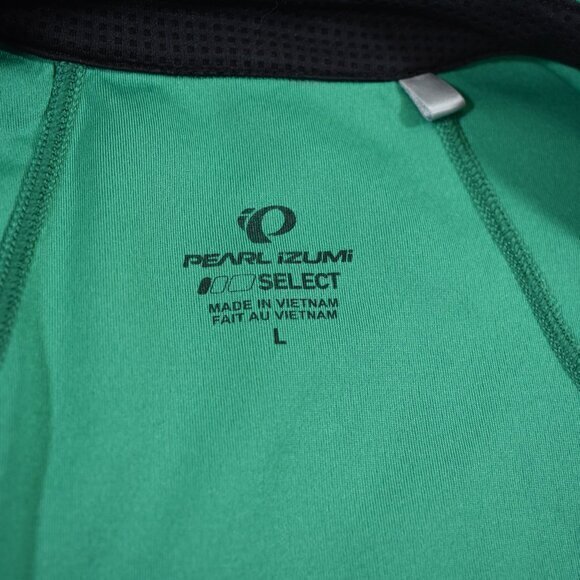 PEARL iZUMi
SELECT
MADE IN VIETNAM
FAIT AU VIETNAM
L